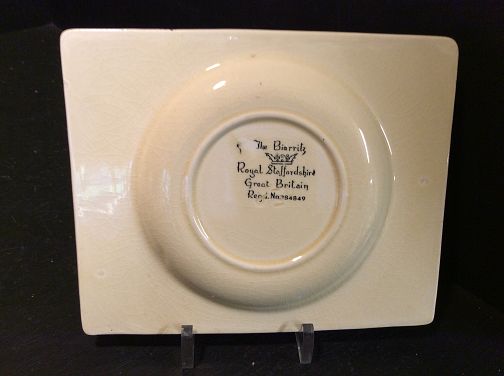 The Biarritz
Royal Staffordshire
Great Britain
Regd. No. 784849